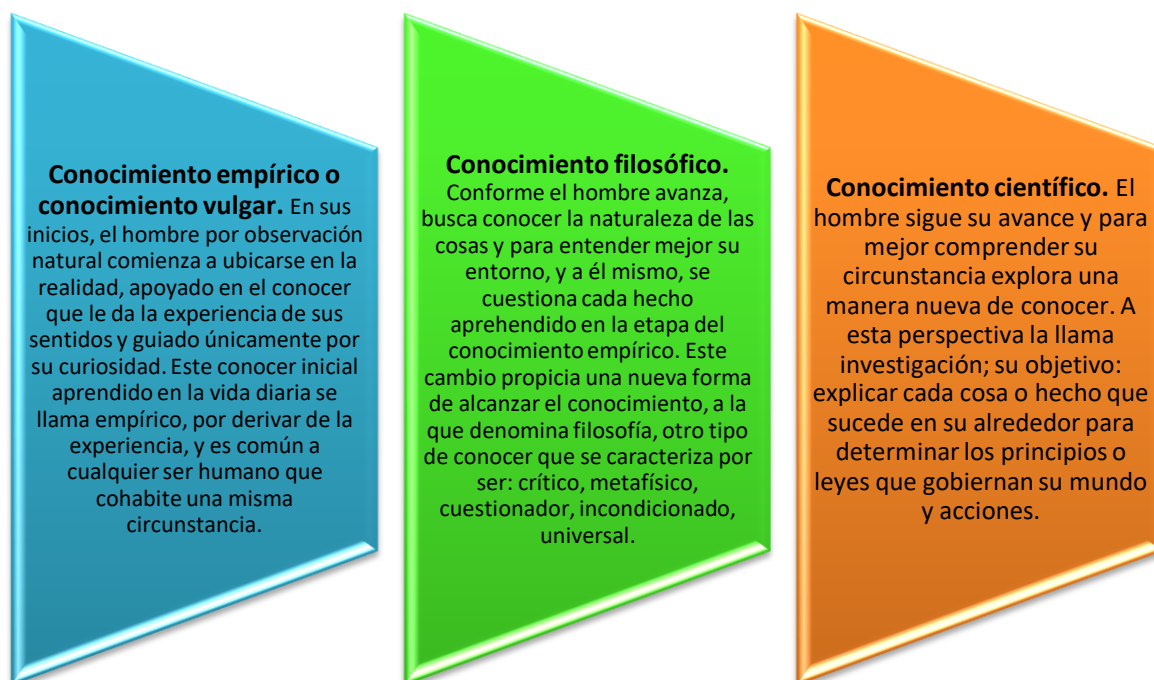 Conocimiento empírico o
conocimiento vulgar. En sus
inicios, el hombre por observación
natural comienza a ubicarse en la
realidad, apoyado en el conocer
que le da la experiencia de sus
sentidos y guiado únicamente por
su curiosidad. Este conocer inicial
aprendido en la vida diaria se
llama empírico, por derivar de la
experiencia, y es común a
cualquier ser humano que
cohabite una misma
circunstancia.
Conocimiento filosófico.
Conforme el hombre avanza,
busca conocer la naturaleza de las
cosas y para entender mejor su
entorno, y a él mismo, se
cuestiona cada hecho
aprehendido en la etapa del
conocimiento empírico. Este
cambio propicia una nueva forma
de alcanzar el conocimiento, a la
que denomina filosofía, otro tipo
de conocer que se caracteriza por
ser: crítico, metafísico,
cuestionador, incondicionado,
universal.
Conocimiento científico. El
hombre sigue su avance y para
mejor comprender su
circunstancia explora una
manera nueva de conocer. A
esta perspectiva la llama
investigación; su objetivo:
explicar cada cosa o hecho que
sucede en su alrededor para
determinar los principios o
leyes que gobiernan su mundo
y acciones.